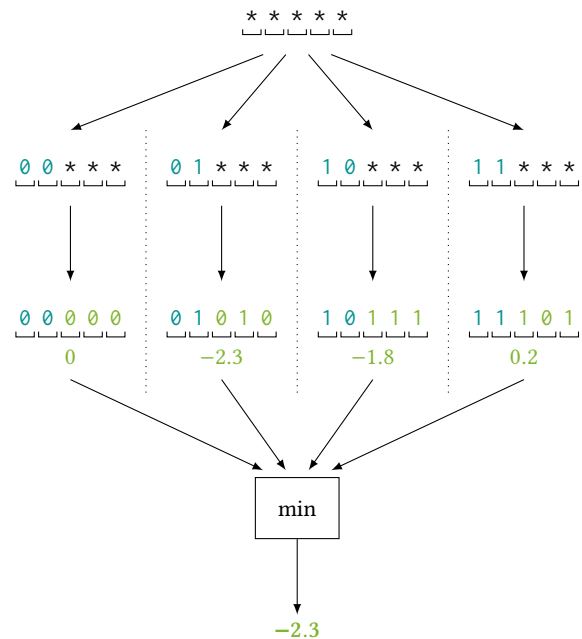 * * * * *
0 0 * * *
0 1 * * *
1 0 * * *
1 1 * * *
0 0 0 0 0
0 1 0 1 0
1 0 1 1 1
1 1 1 0 1
0
−2.3
−1.8
0.2
min
−2.3